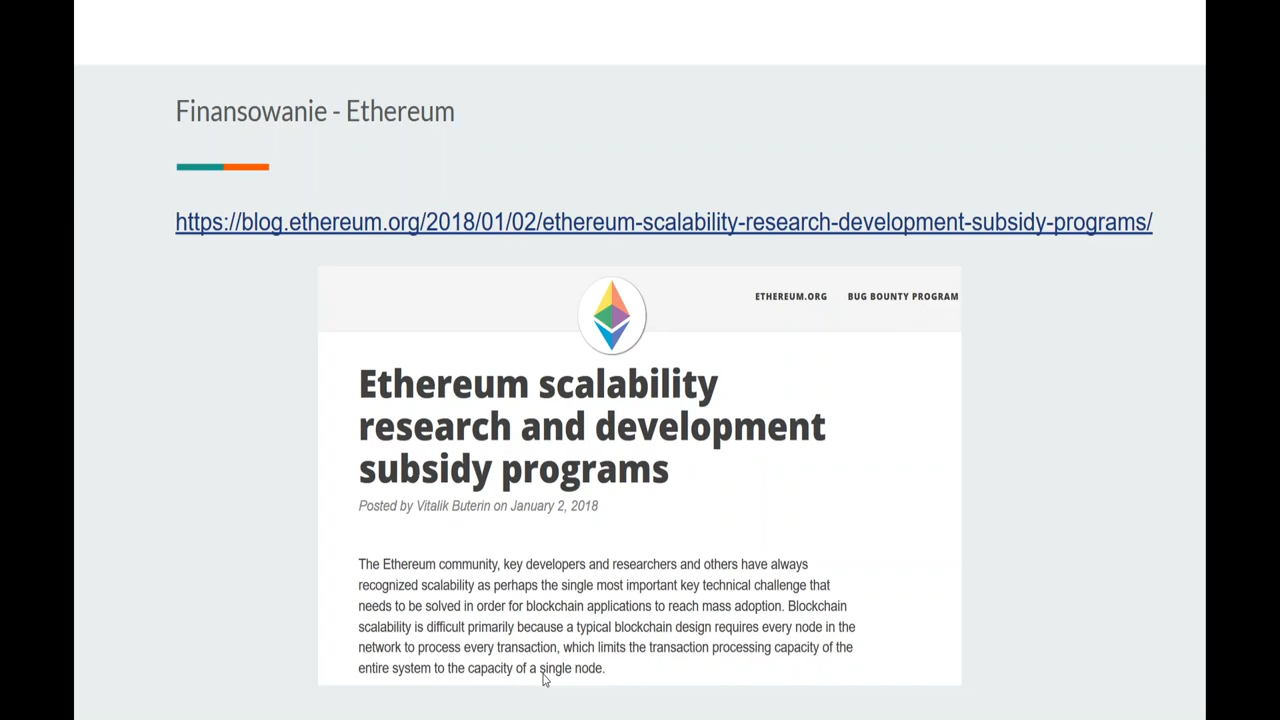 Finansowanie - Ethereum
https://blog.ethereum.org/2018/01/02/ethereum-scalability-research-development-subsidy-programs/
ETHEREUM.ORG BUG BOUNTY PROGRAM
Ethereum scalability
research and development
subsidy programs
Posted by Vitalik Buterin on January 2, 2018
The Ethereum community, key developers and researchers and others have always
recognized scalability as perhaps the single most important key technical challenge that
needs to be solved in order for blockchain applications to reach mass adoption. Blockchain
scalability is difficult primarily because a typical blockchain design requires every node in the
network to process every transaction, which limits the transaction processing capacity of the
entire system to the capacity of a single node.